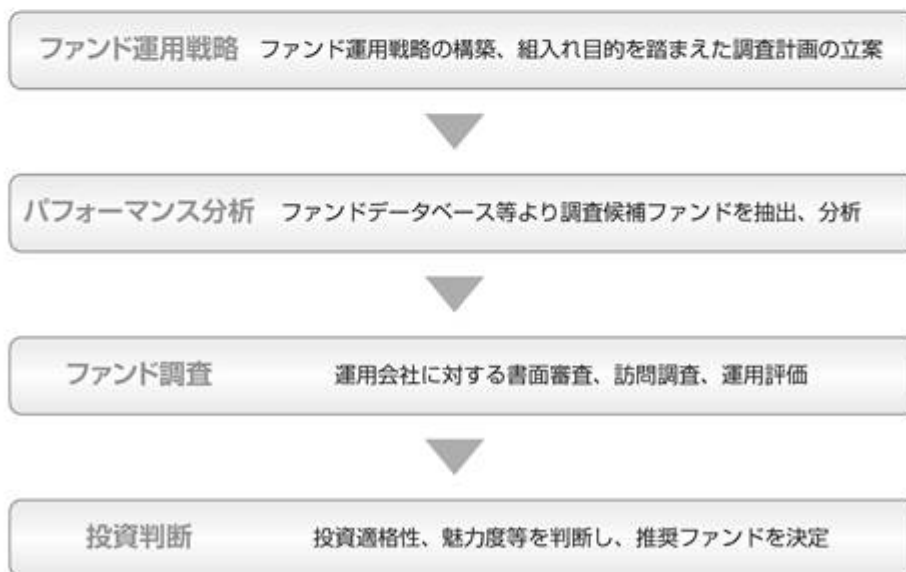 ファンド運用戦略 ファンド運用戦略の構築、組入れ目的を踏まえた調査計画の立案
パフォーマンス分析 ファンドデータベース等より調査候補ファンドを抽出、分析
ファンド調査 運用会社に対する書面審査、訪問調査、運用評価
投資判断 投資適格性、魅力度等を判断し、推奨ファンドを決定